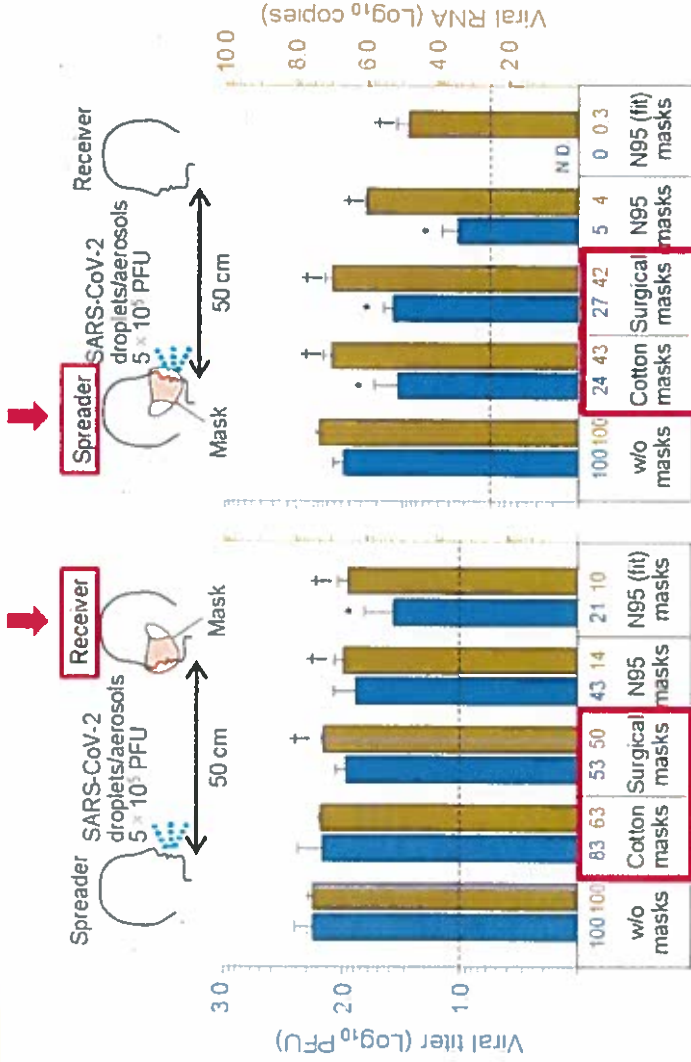 Spreader
SARS-CoV-2
droplets/aerosols
5 × 10⁵ PFU
Receiver
Mask
50 cm
Viral titer (Log10 PFU)
3.0
2.0
1.0
100 100
83 63
53 50
43 14
21 10
w/o
masks
Cotton
masks
Surgical
masks
N95
masks
N95 (fit)
masks
Spreader
SARS-CoV-2
droplets/aerosols
5 × 10⁵ PFU
Receiver
Mask
50 cm
Viral RNA (Log10 copies)
10.0
8.0
6.0
4.0
2.0
N.D.
100 100
24 43
27 42
5 4
0 0.3
w/o
masks
Cotton
masks
Surgical
masks
N95
masks
N95 (fit)
masks